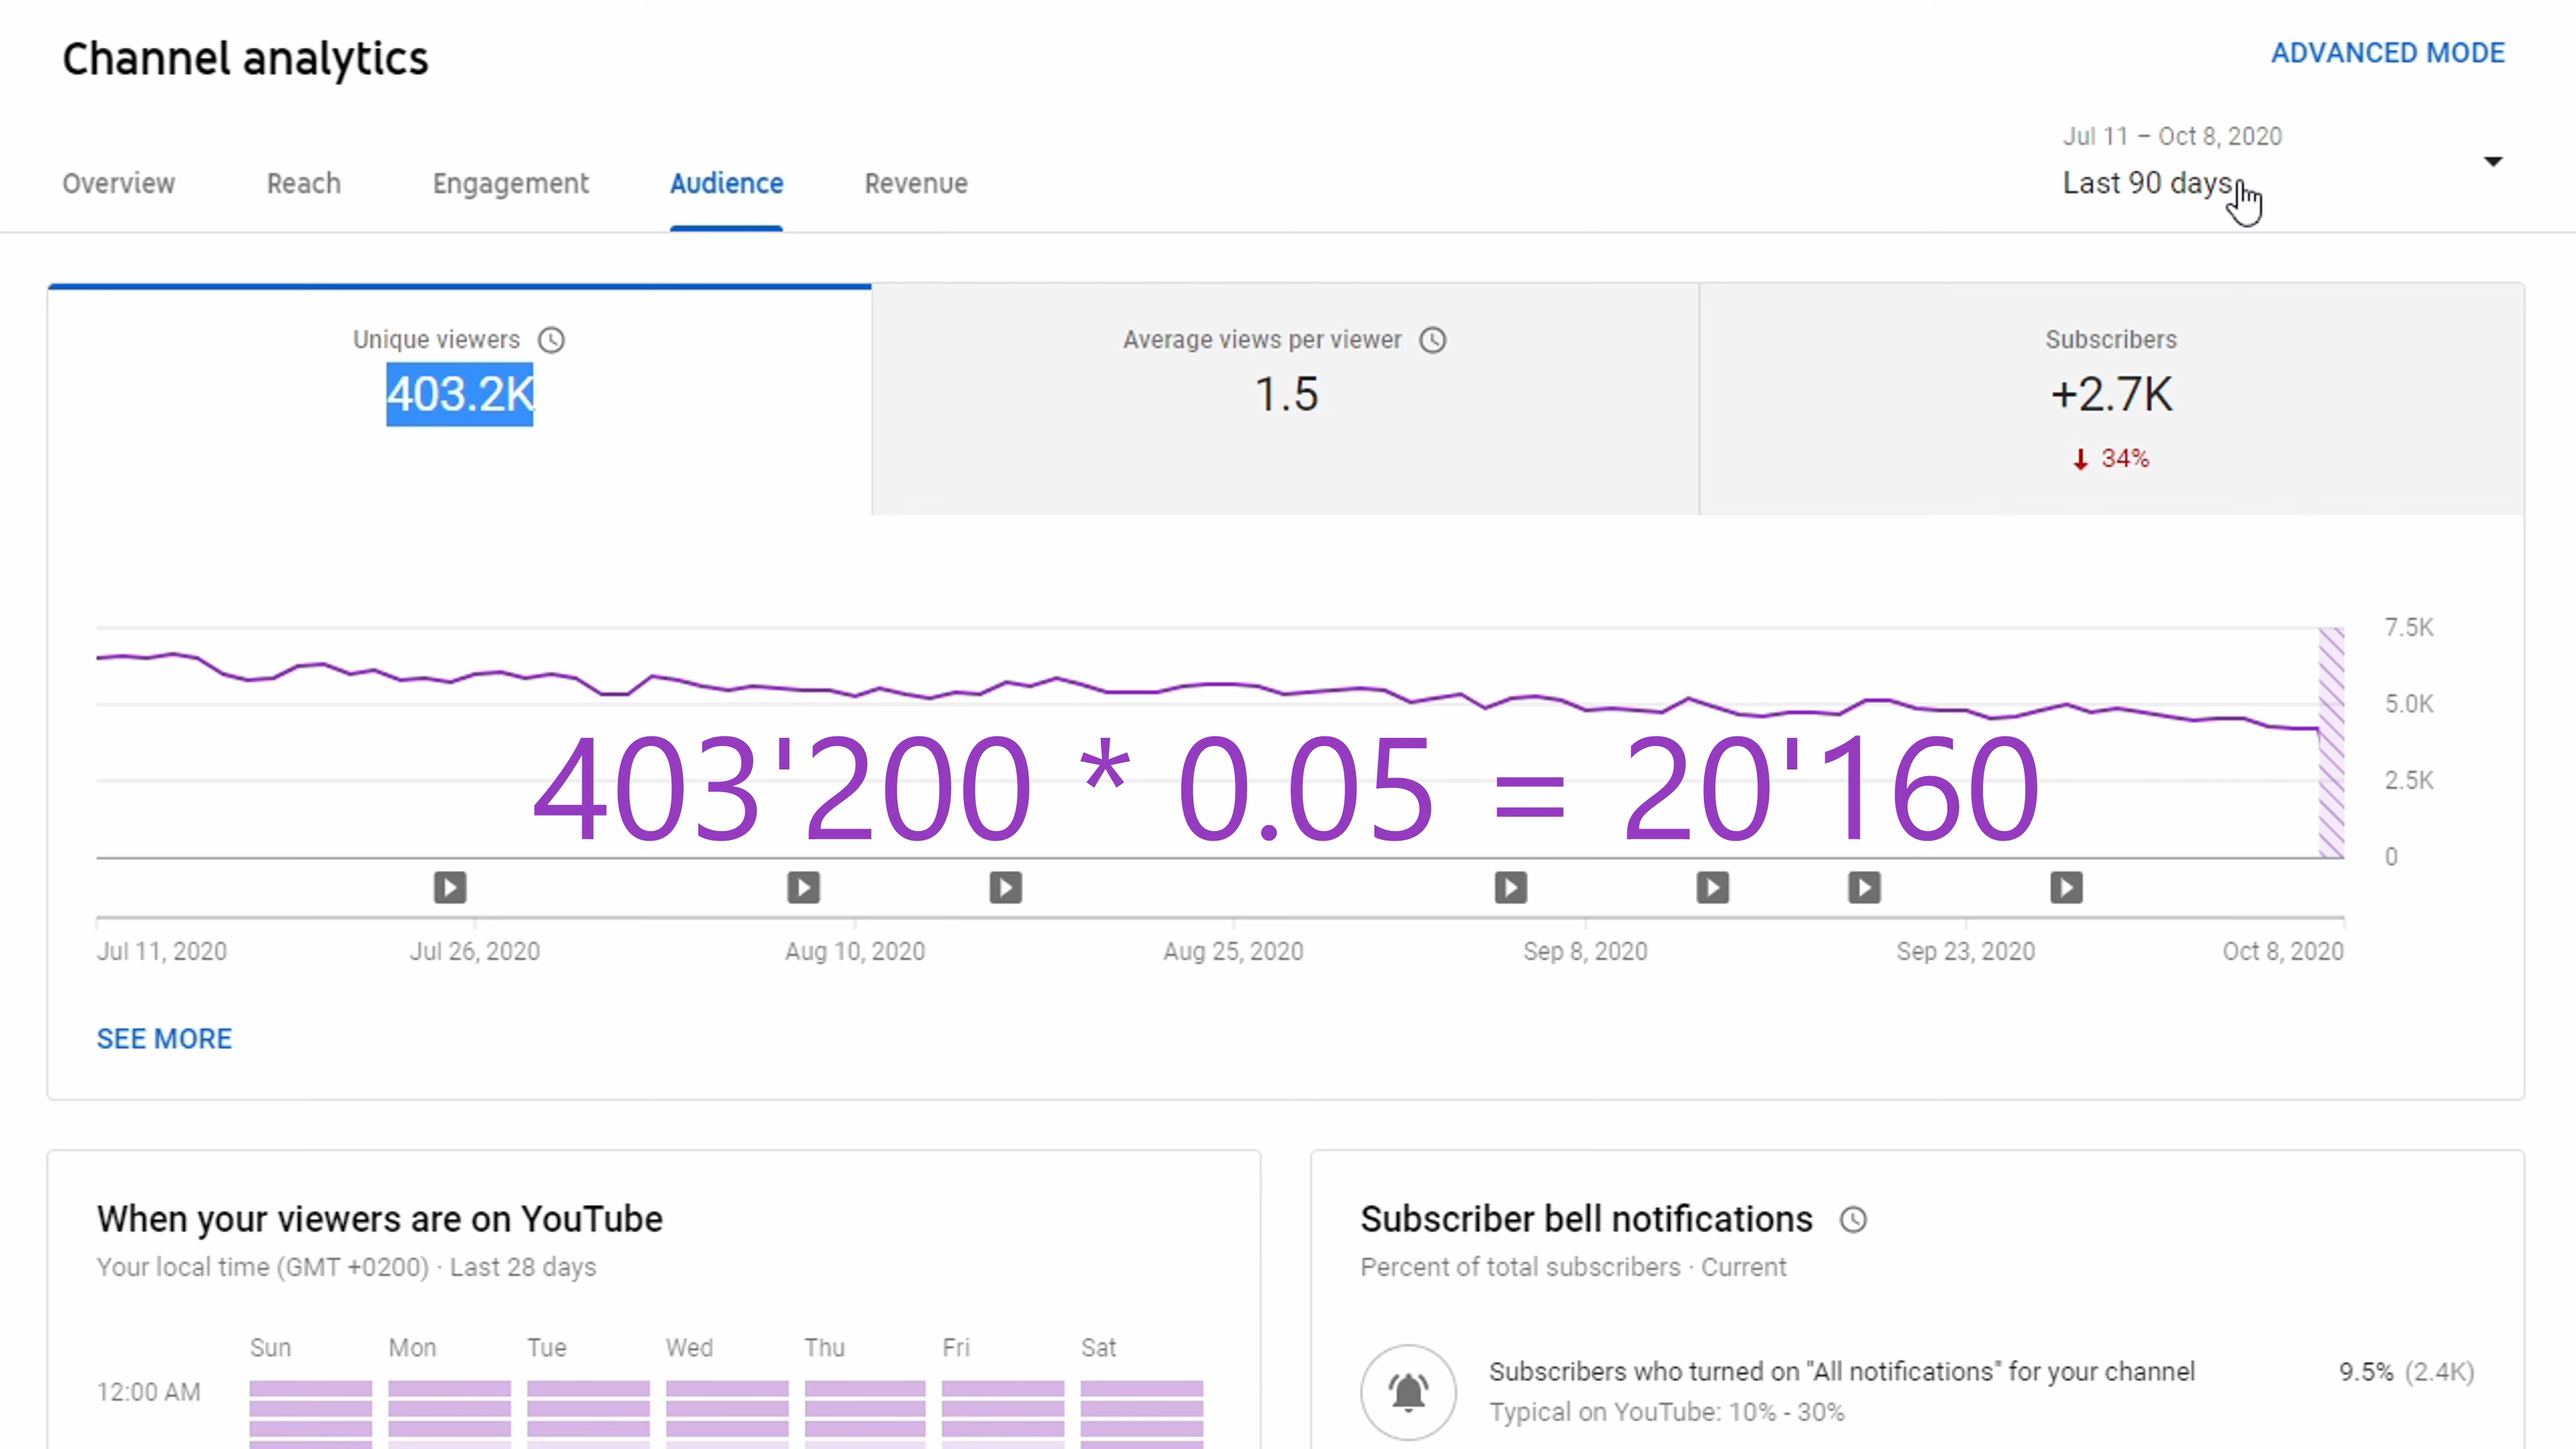 Channel analytics
ADVANCED MODE
Jul 11 – Oct 8, 2020
Last 90 days
Overview Reach Engagement Audience Revenue
Unique viewers
403.2K
Average views per viewer
1.5
Subscribers
+2.7K
34%
7.5K
5.0K
2.5K
0
403'200 * 0.05 = 20'160
Jul 11, 2020 Jul 26, 2020 Aug 10, 2020 Aug 25, 2020 Sep 8, 2020 Sep 23, 2020 Oct 8, 2020
SEE MORE
When your viewers are on YouTube
Your local time (GMT +0200) · Last 28 days
Sun Mon Tue Wed Thu Fri Sat
12:00 AM
Subscriber bell notifications
Percent of total subscribers · Current
Subscribers who turned on "All notifications" for your channel 9.5% (2.4K)
Typical on YouTube: 10% - 30%